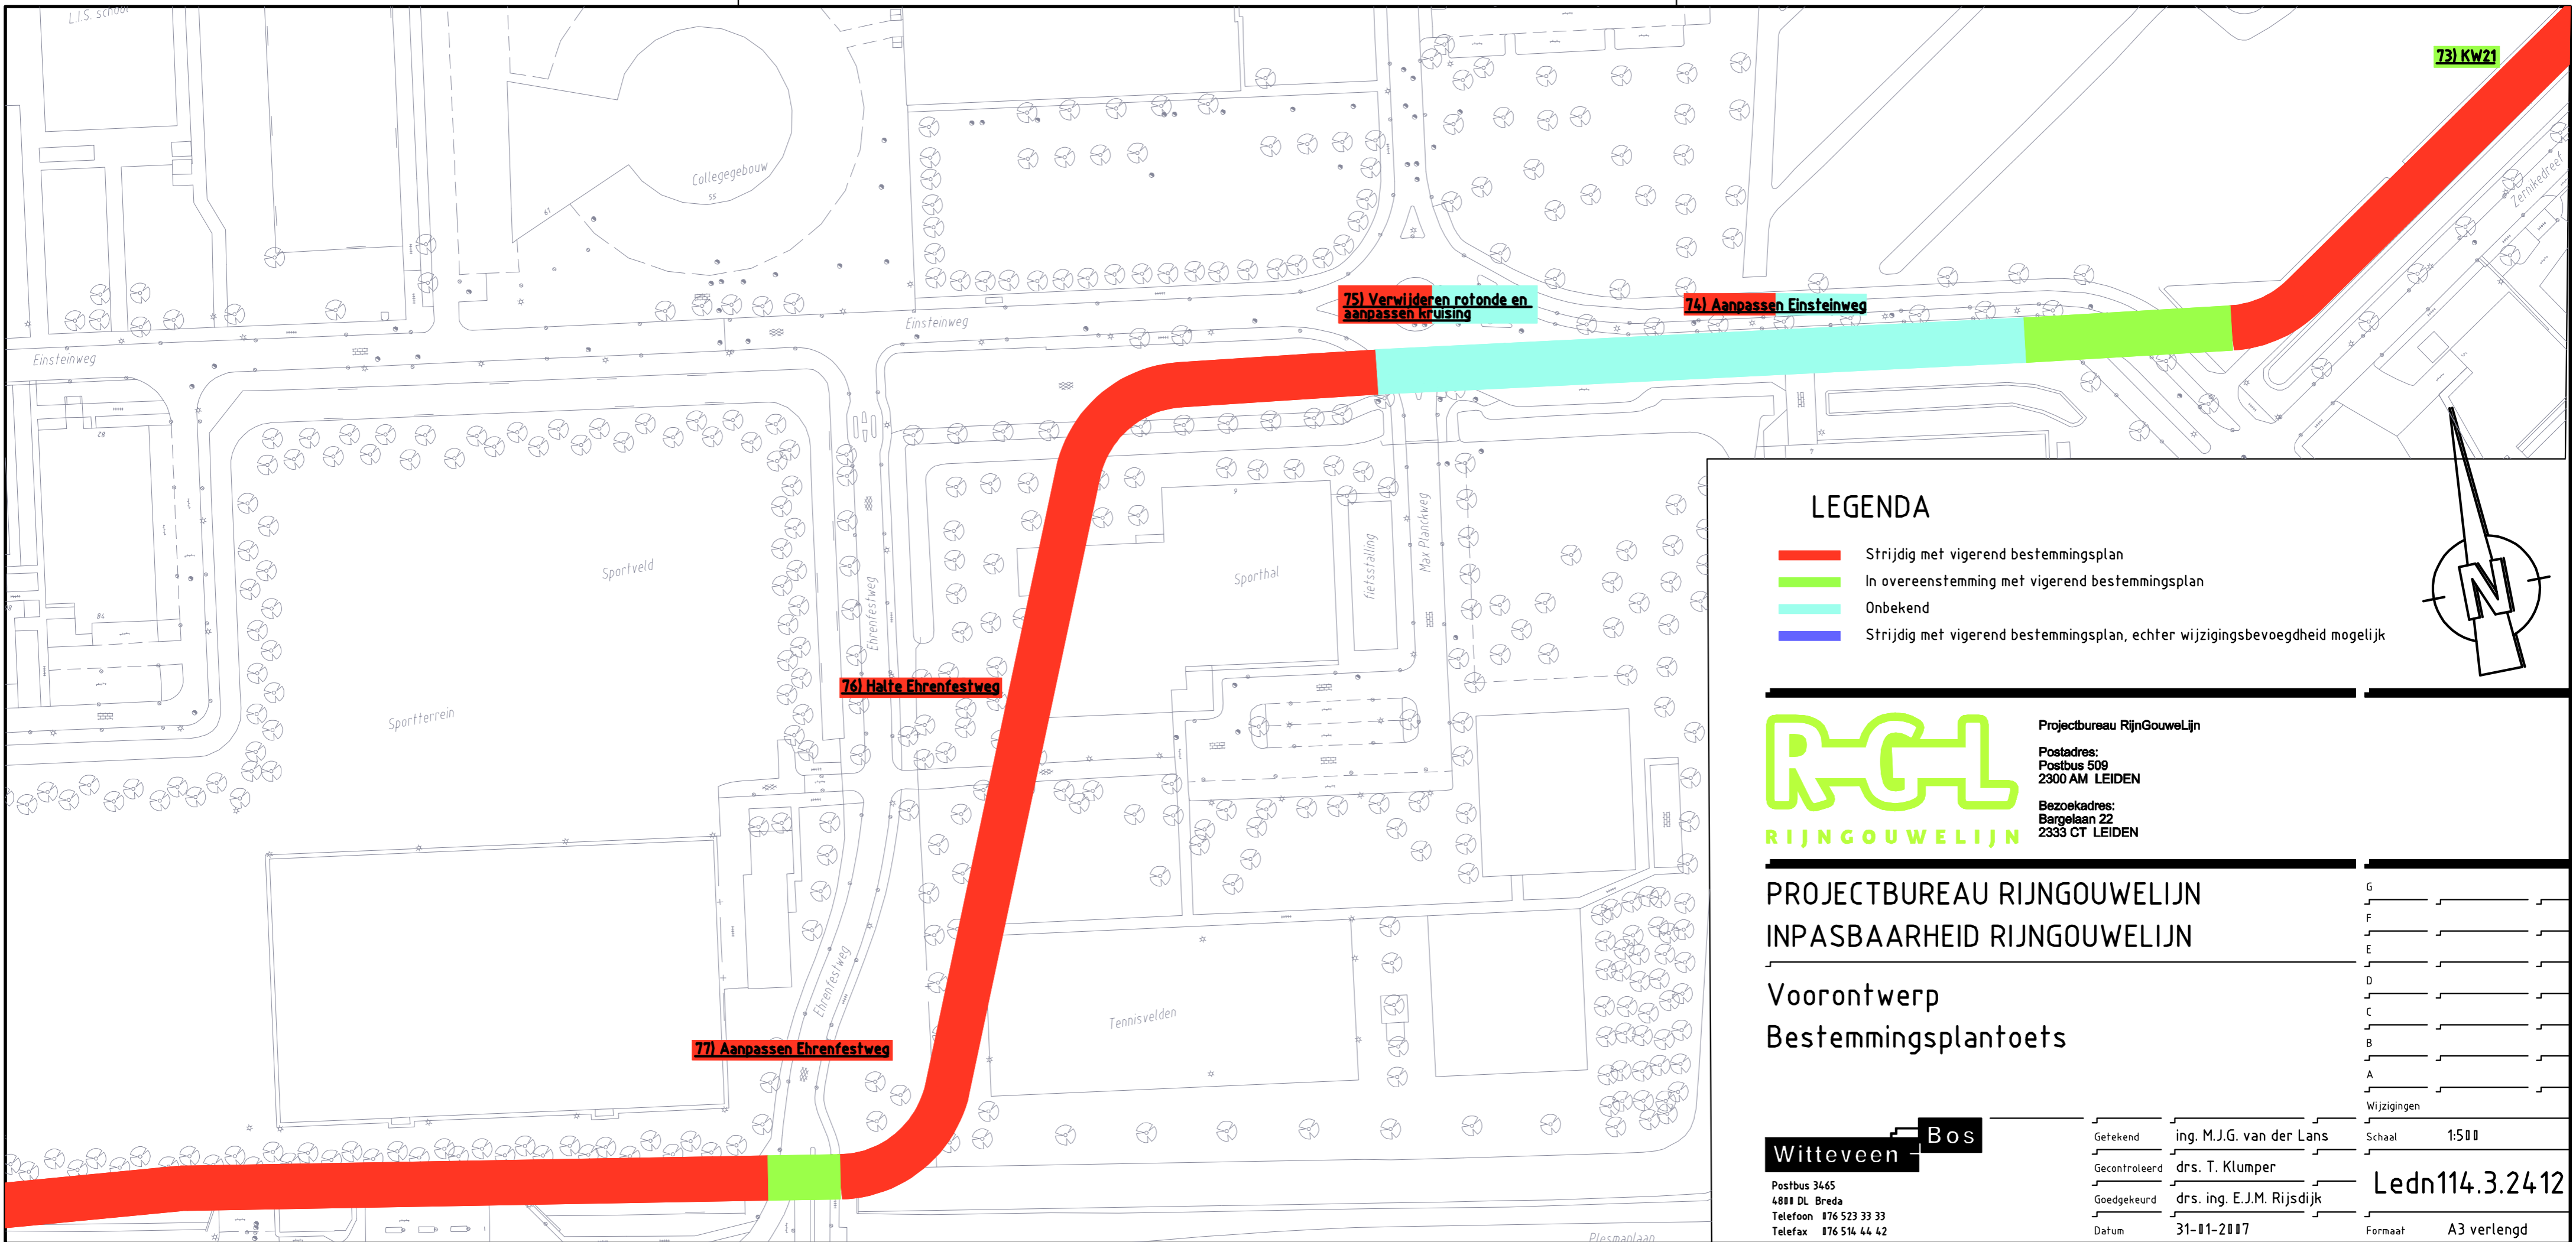 L.I.S. school
73) KW21
Zernikedreef
Collegegebouw
55
61
75) Verwijderen rotonde en
aanpassen kruising
74) Aanpassen Einsteinweg
Einsteinweg
Einsteinweg
82
84
Sportveld
Ehrenfestweg
Sporthal
9
fietsstalling
Max Planckweg
76) Halte Ehrenfestweg
Sportterrein
Ehrenfestweg
Tennisvelden
77) Aanpassen Ehrenfestweg
Plesmanlaan
LEGENDA
Strijdig met vigerend bestemmingsplan
In overeenstemming met vigerend bestemmingsplan
Onbekend
Strijdig met vigerend bestemmingsplan, echter wijzigingsbevoegdheid mogelijk
N
R-G-L
RIJNGOUWELIJN
Projectbureau RijnGouweLijn
Postadres:
Postbus 509
2300 AM LEIDEN
Bezoekadres:
Bargelaan 22
2333 CT LEIDEN
PROJECTBUREAU RIJNGOUWELIJN
INPASBAARHEID RIJNGOUWELIJN
Voorontwerp
Bestemmingsplantoets
G
F
E
D
C
B
A
Wijzigingen
Witteveen Bos
Postbus 3465
4800 DL Breda
Telefoon 076 523 33 33
Telefax 076 514 44 42
Getekend ing. M.J.G. van der Lans
Gecontroleerd drs. T. Klumper
Goedgekeurd drs. ing. E.J.M. Rijsdijk
Datum 31-01-2007
Schaal 1:500
Ledn114.3.2412
Formaat A3 verlengd